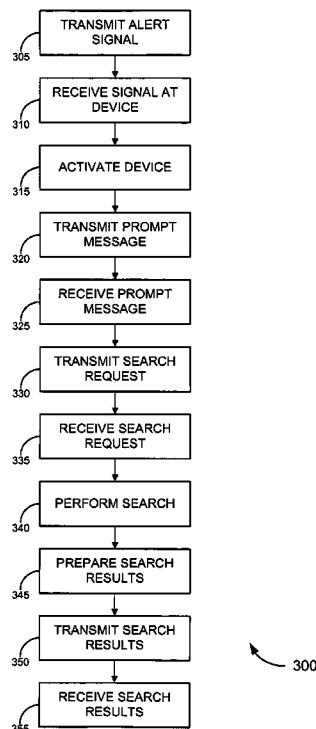 TRANSMIT ALERT
SIGNAL
305
RECEIVE SIGNAL AT
DEVICE
310
ACTIVATE DEVICE
315
TRANSMIT PROMPT
MESSAGE
320
RECEIVE PROMPT
MESSAGE
325
TRANSMIT SEARCH
REQUEST
330
RECEIVE SEARCH
REQUEST
335
PERFORM SEARCH
340
PREPARE SEARCH
RESULTS
345
TRANSMIT SEARCH
RESULTS
350
300
RECEIVE SEARCH
RESULTS